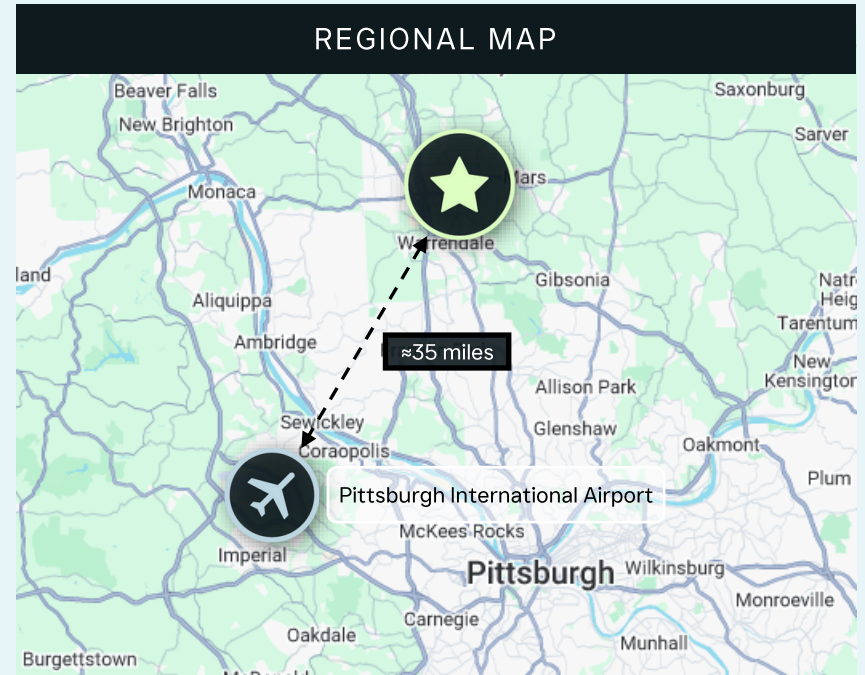 REGIONAL MAP
Beaver Falls
Saxonburg
New Brighton
Sarver
Mars
Monaca
Warrendale
land
Gibsonia
Natr
Heig
Aliquippa
Tarentum
Ambridge
≈35 miles
New
Kensington
Allison Park
Sewickley
Glenshaw
Coraopolis
Oakmont
Plum
Pittsburgh International Airport
McKees Rocks
Imperial
Pittsburgh
Wilkinsburg
Monroeville
Carnegie
Oakdale
Munhall
Burgettstown
McDonald